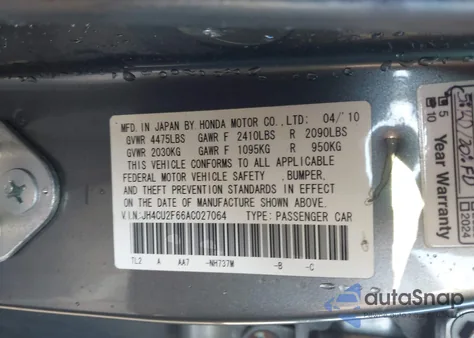 MFD. IN JAPAN BY HONDA MOTOR CO.,LTD: 04/'10
GVWR 4475LBS GAWR F 2410LBS R 2090LBS
GVWR 2030KG GAWR F 1095KG R 950KG
THIS VEHICLE CONFORMS TO ALL APPLICABLE
FEDERAL MOTOR VEHICLE SAFETY ,BUMPER,
AND THEFT PREVENTION STANDARDS IN EFFECT
ON THE DATE OF MANUFACTURE SHOWN ABOVE.
V.I.N:JH4CU2F66AC027064 TYPE: PASSENGER CAR
TL2 A AA7 -NH737M -B -C
5
10
Year Warranty
2024
autoSnap